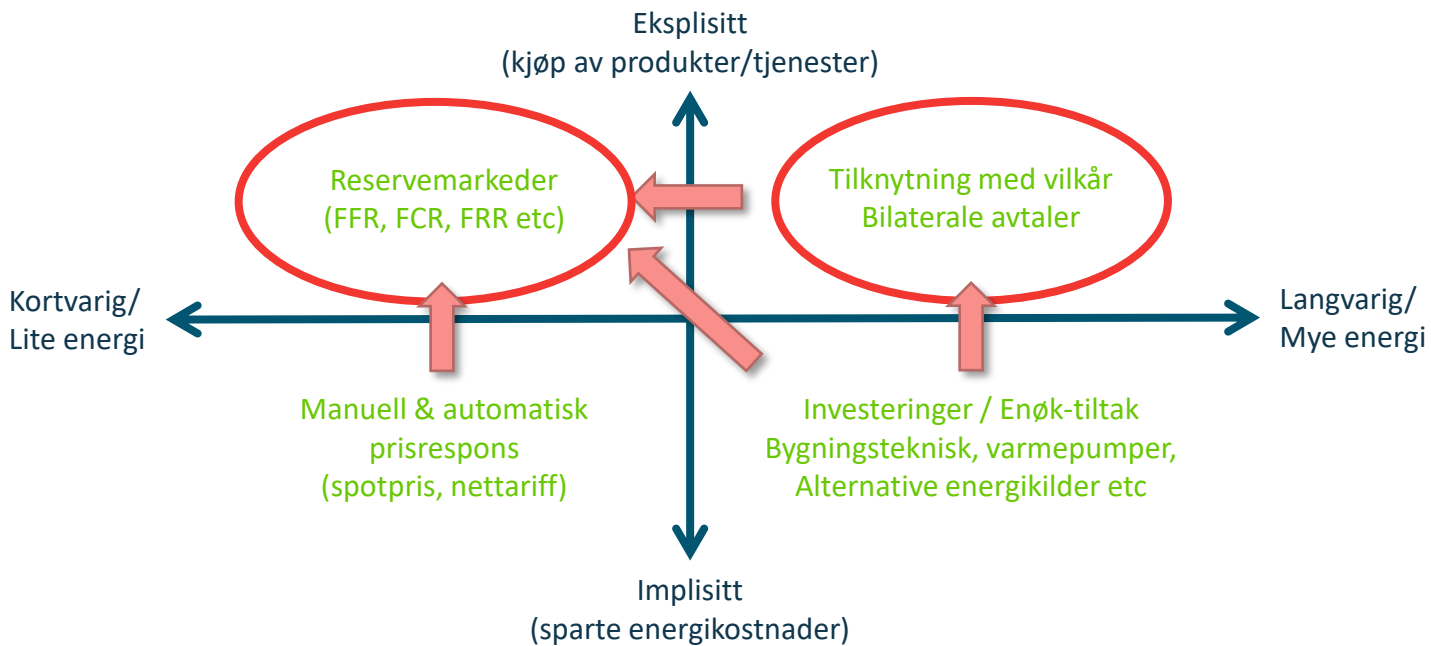 Eksplisitt
(kjøp av produkter/tjenester)
Reservemarkeder
(FFR, FCR, FRR etc)
Tilknytning med vilkår
Bilaterale avtaler
Kortvarig/
Lite energi
Langvarig/
Mye energi
Manuell & automatisk
prisrespons
(spotpris, nettariff)
Investeringer / Enøk-tiltak
Bygningsteknisk, varmepumper,
Alternative energikilder etc
Implisitt
(sparte energikostnader)